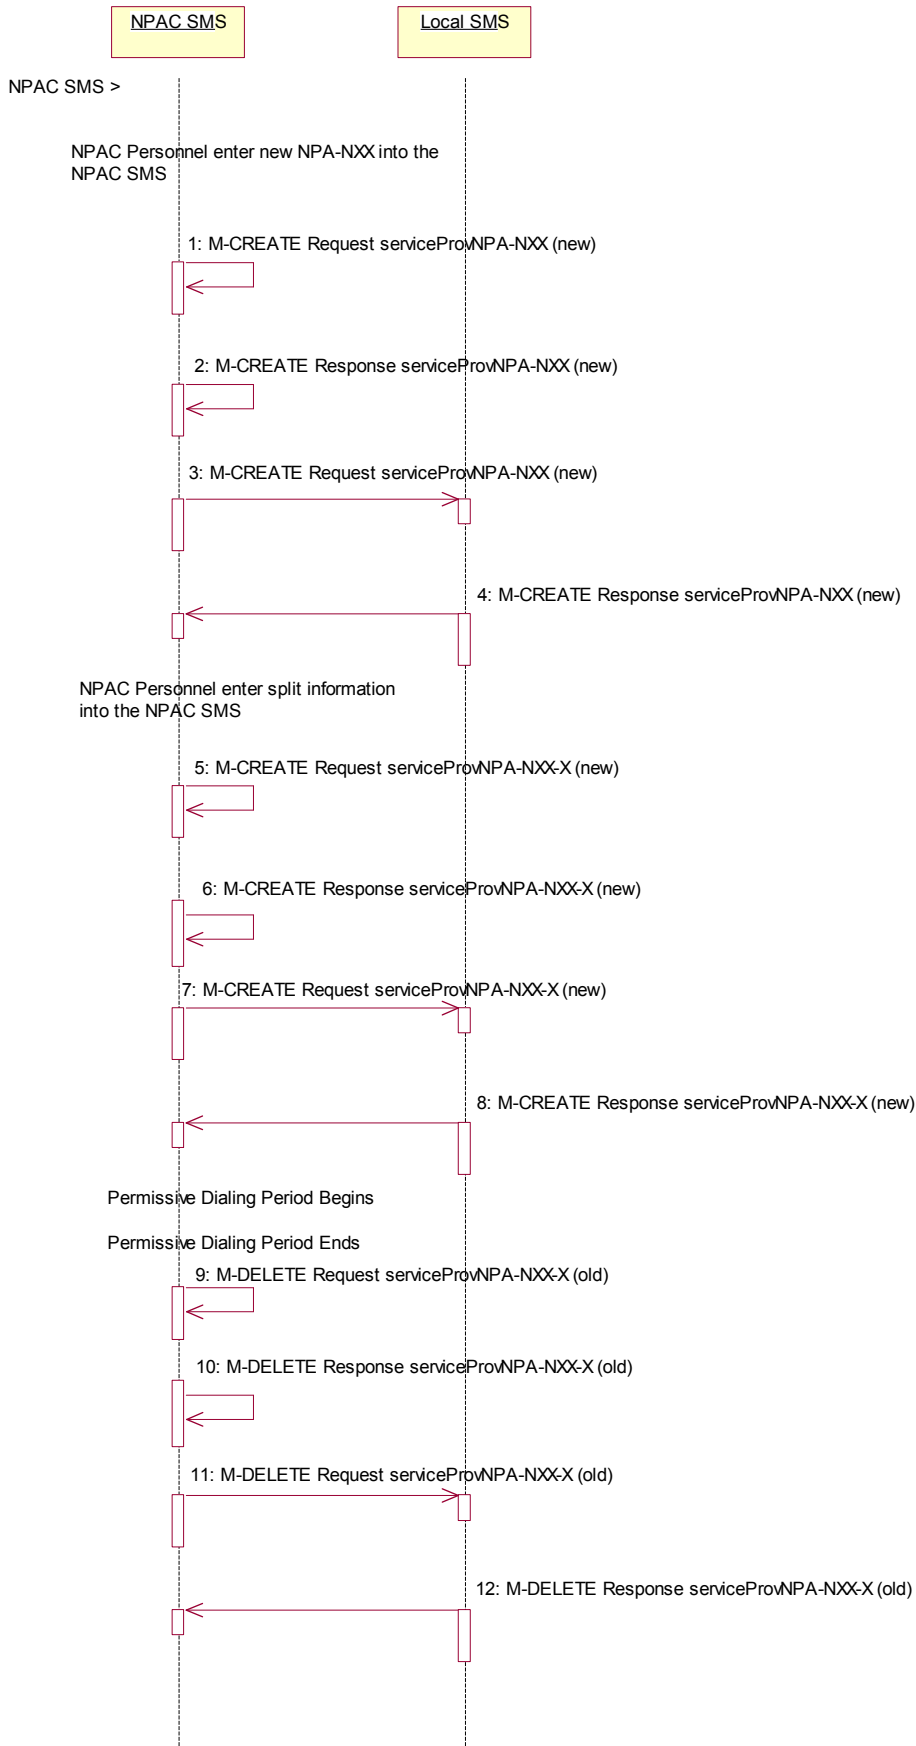 NPAC SMS
Local SMS
NPAC SMS >
NPAC Personnel enter new NPA-NXX into the
NPAC SMS
1: M-CREATE Request serviceProvNPA-NXX (new)
2: M-CREATE Response serviceProvNPA-NXX (new)
3: M-CREATE Request serviceProvNPA-NXX (new)
4: M-CREATE Response serviceProvNPA-NXX (new)
NPAC Personnel enter split information
into the NPAC SMS
5: M-CREATE Request serviceProvNPA-NXX-X (new)
6: M-CREATE Response serviceProvNPA-NXX-X (new)
7: M-CREATE Request serviceProvNPA-NXX-X (new)
8: M-CREATE Response serviceProvNPA-NXX-X (new)
Permissive Dialing Period Begins
Permissive Dialing Period Ends
9: M-DELETE Request serviceProvNPA-NXX-X (old)
10: M-DELETE Response serviceProvNPA-NXX-X (old)
11: M-DELETE Request serviceProvNPA-NXX-X (old)
12: M-DELETE Response serviceProvNPA-NXX-X (old)